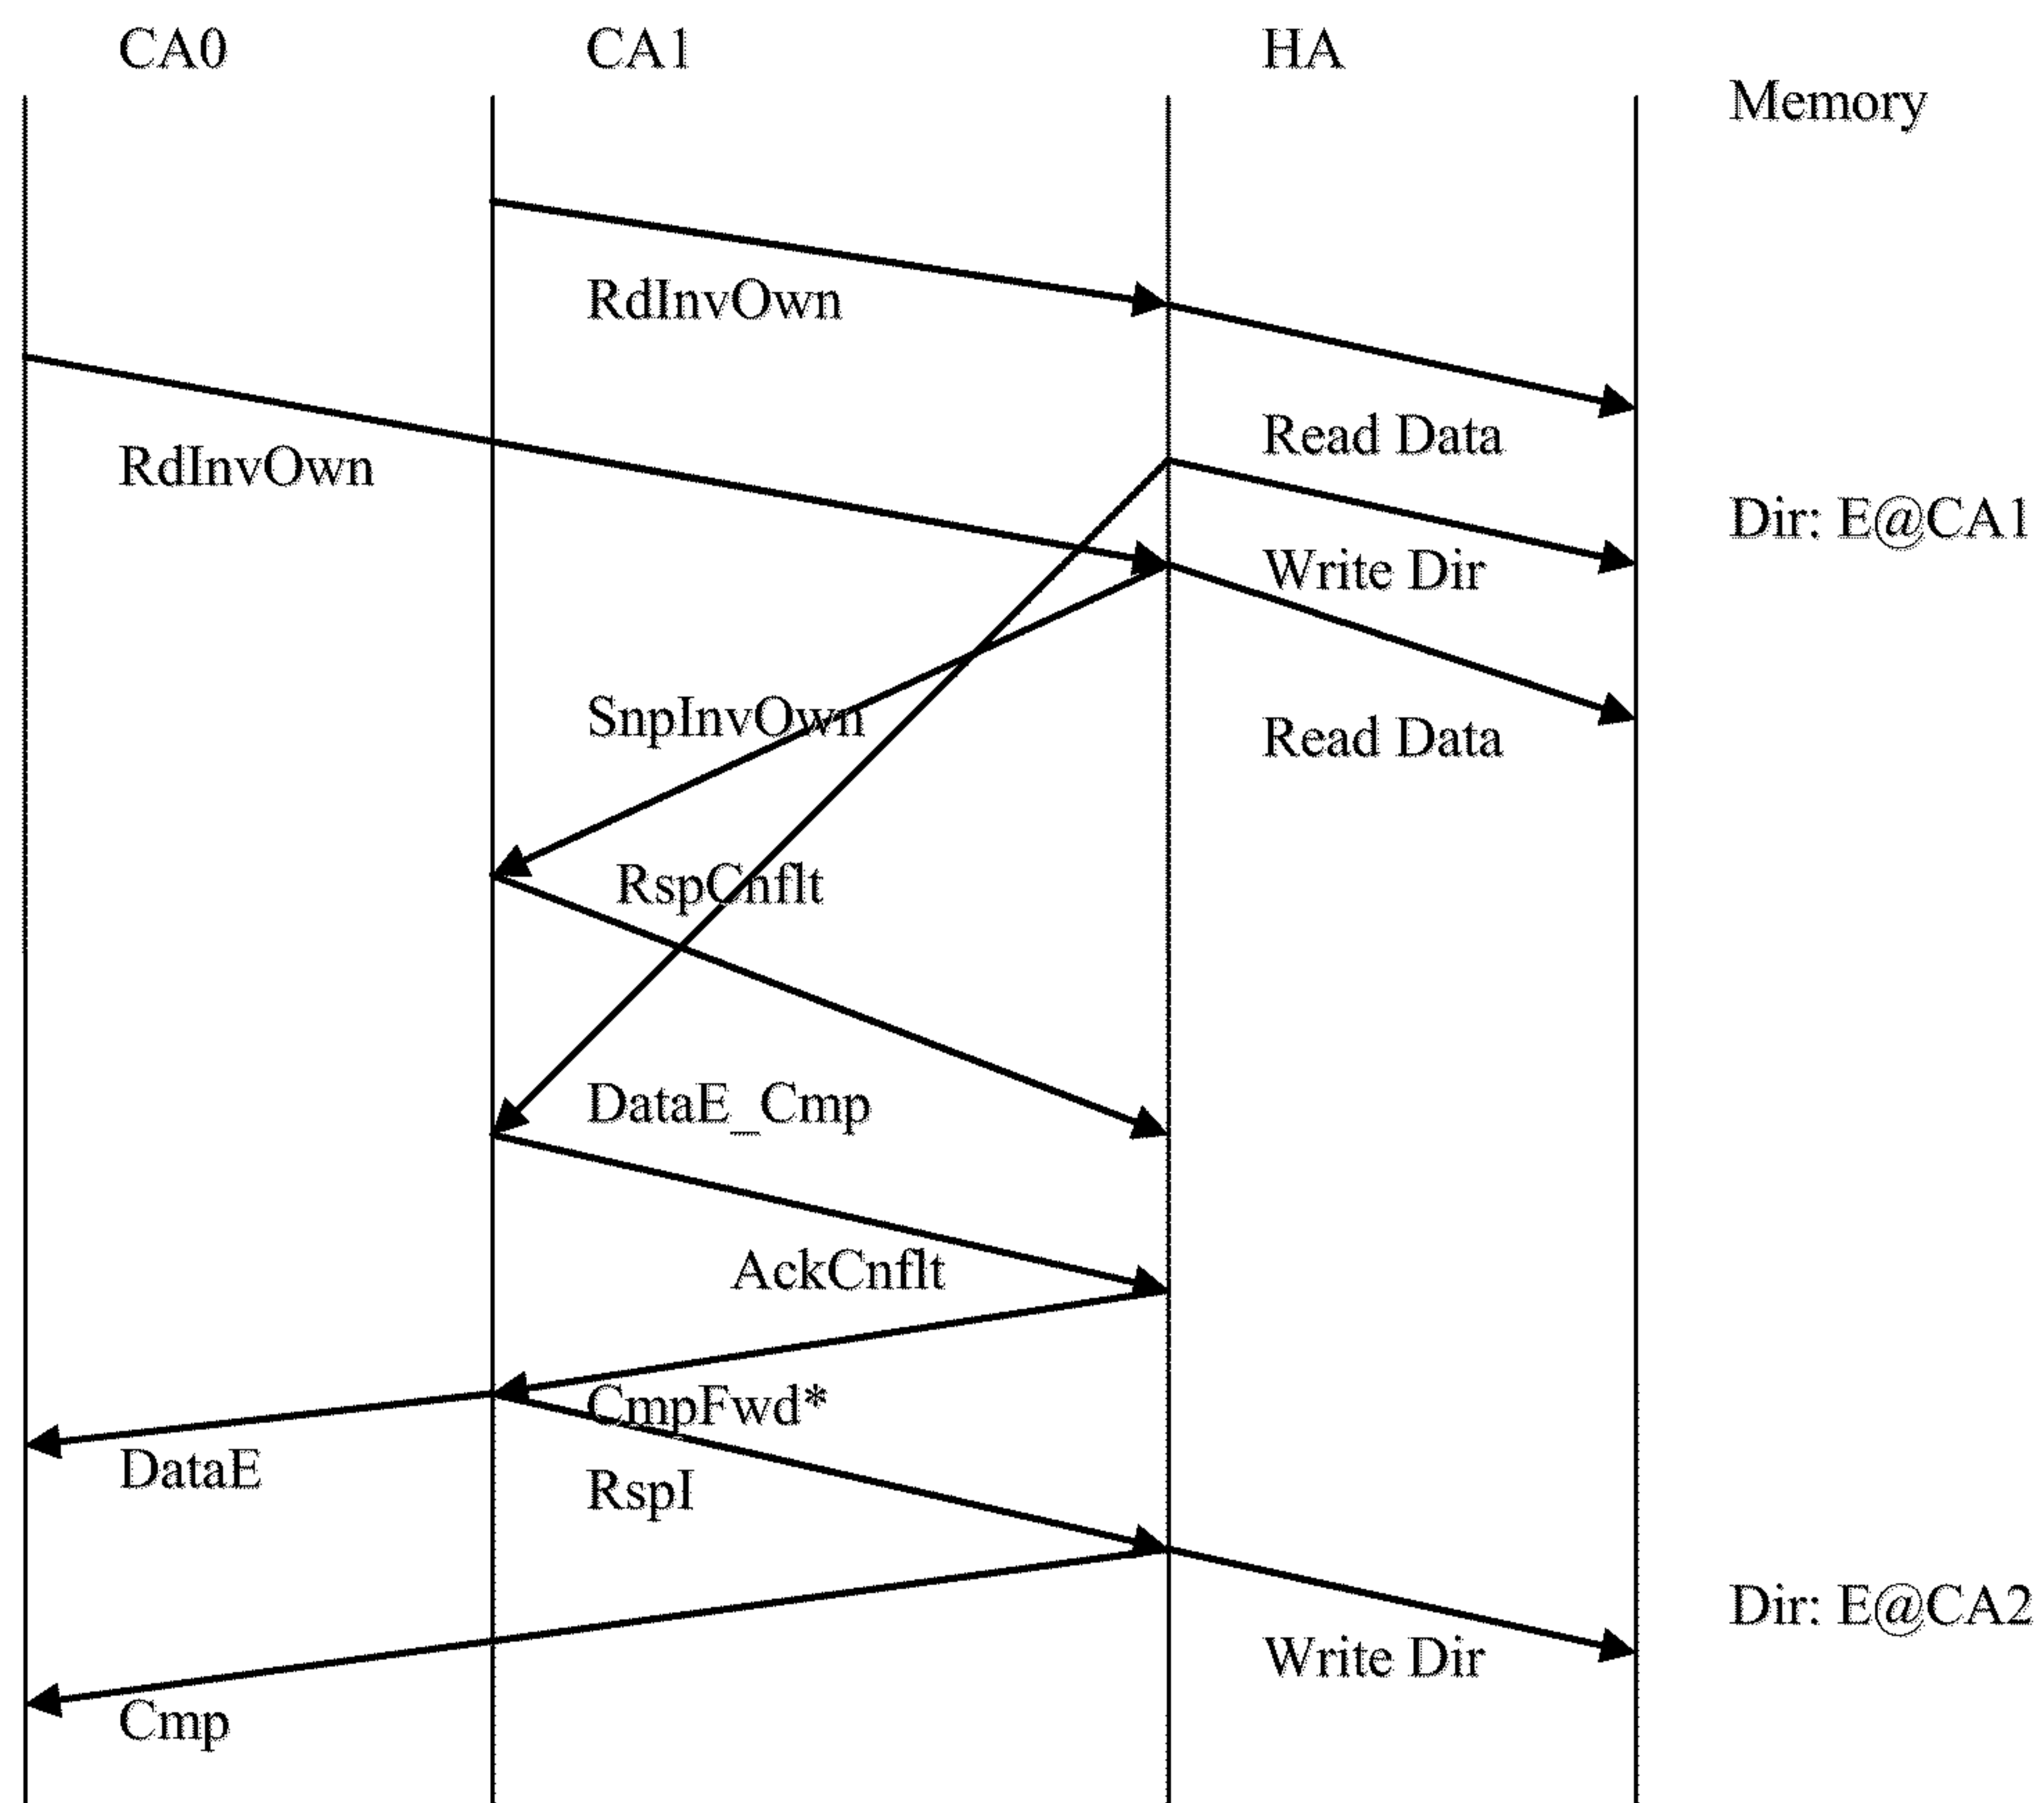 CA0
CA1
HA
Memory
RdInvOwn
Read Data
RdInvOwn
Dir: E@CA1
Write Dir
SnpInvOwn
Read Data
RspCnflt
DataE_Cmp
AckCnflt
CmpFwd*
DataE
RspI
Dir: E@CA2
Write Dir
Cmp